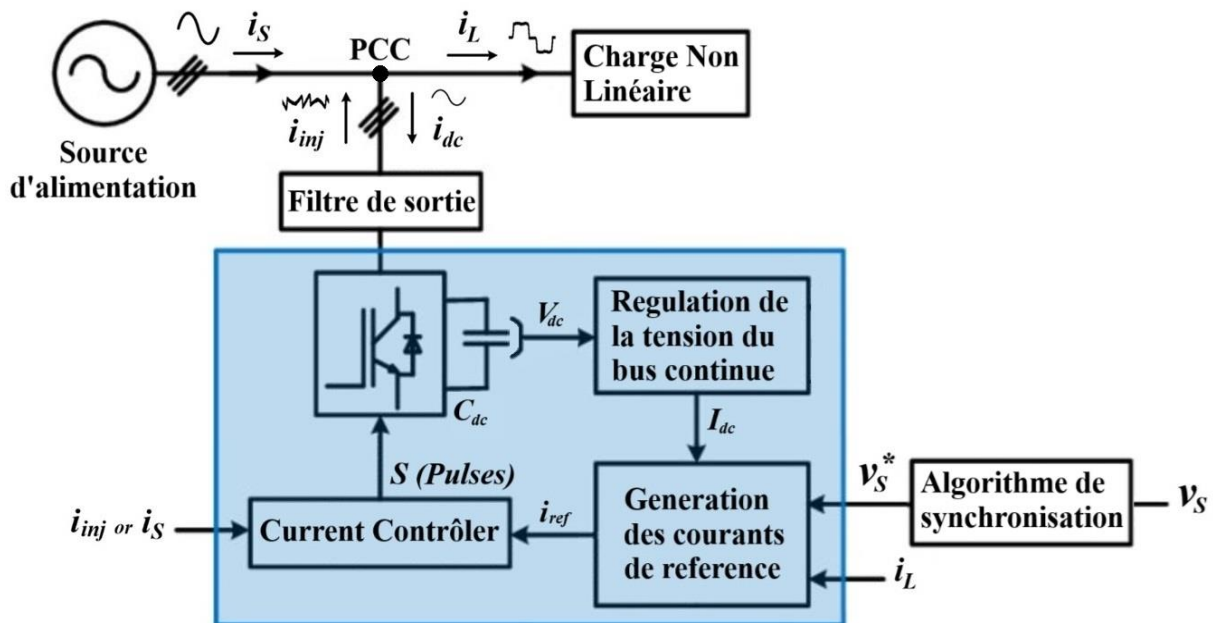 i_S
PCC
i_L
Charge Non
Linéaire
i_inj
i_dc
Source
d'alimentation
Filtre de sortie
V_dc
Regulation de
la tension du
bus continue
C_dc
I_dc
S (Pulses)
i_inj or i_S
Current Contrôler
i_ref
Generation
des courants
de reference
v_S*
Algorithme de
synchronisation
v_S
i_L